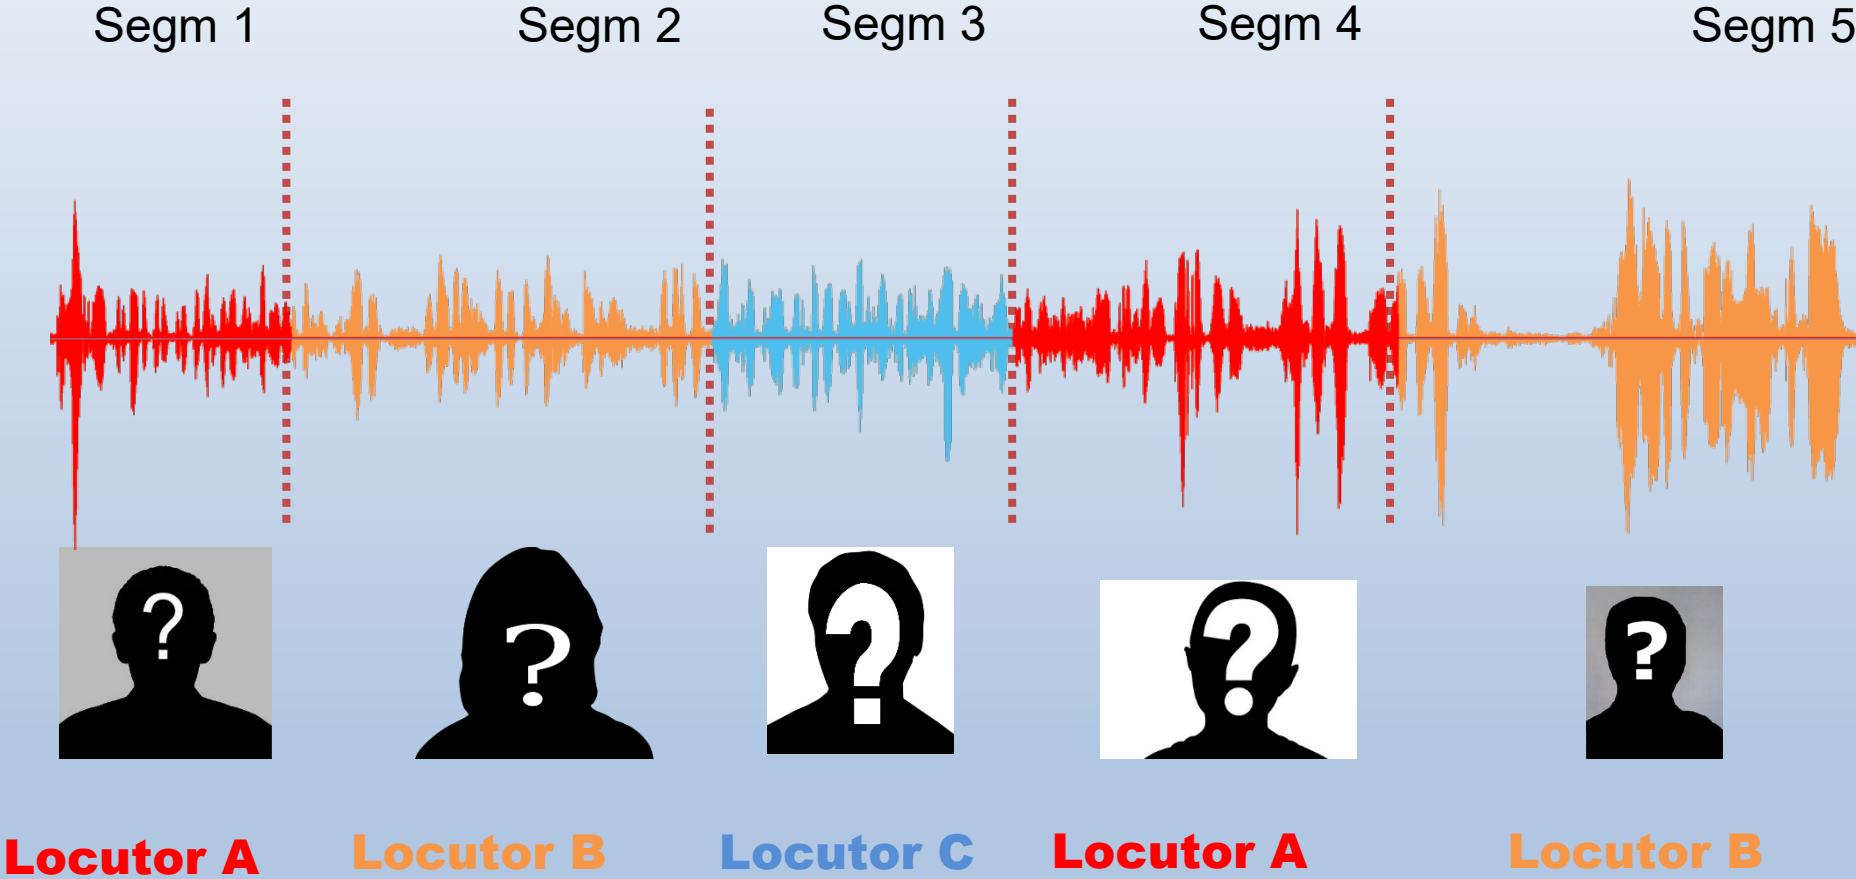 Segm 1
Segm 2
Segm 3
Segm 4
Segm 5
?
?
?
?
?
Locutor A
Locutor B
Locutor C
Locutor A
Locutor B